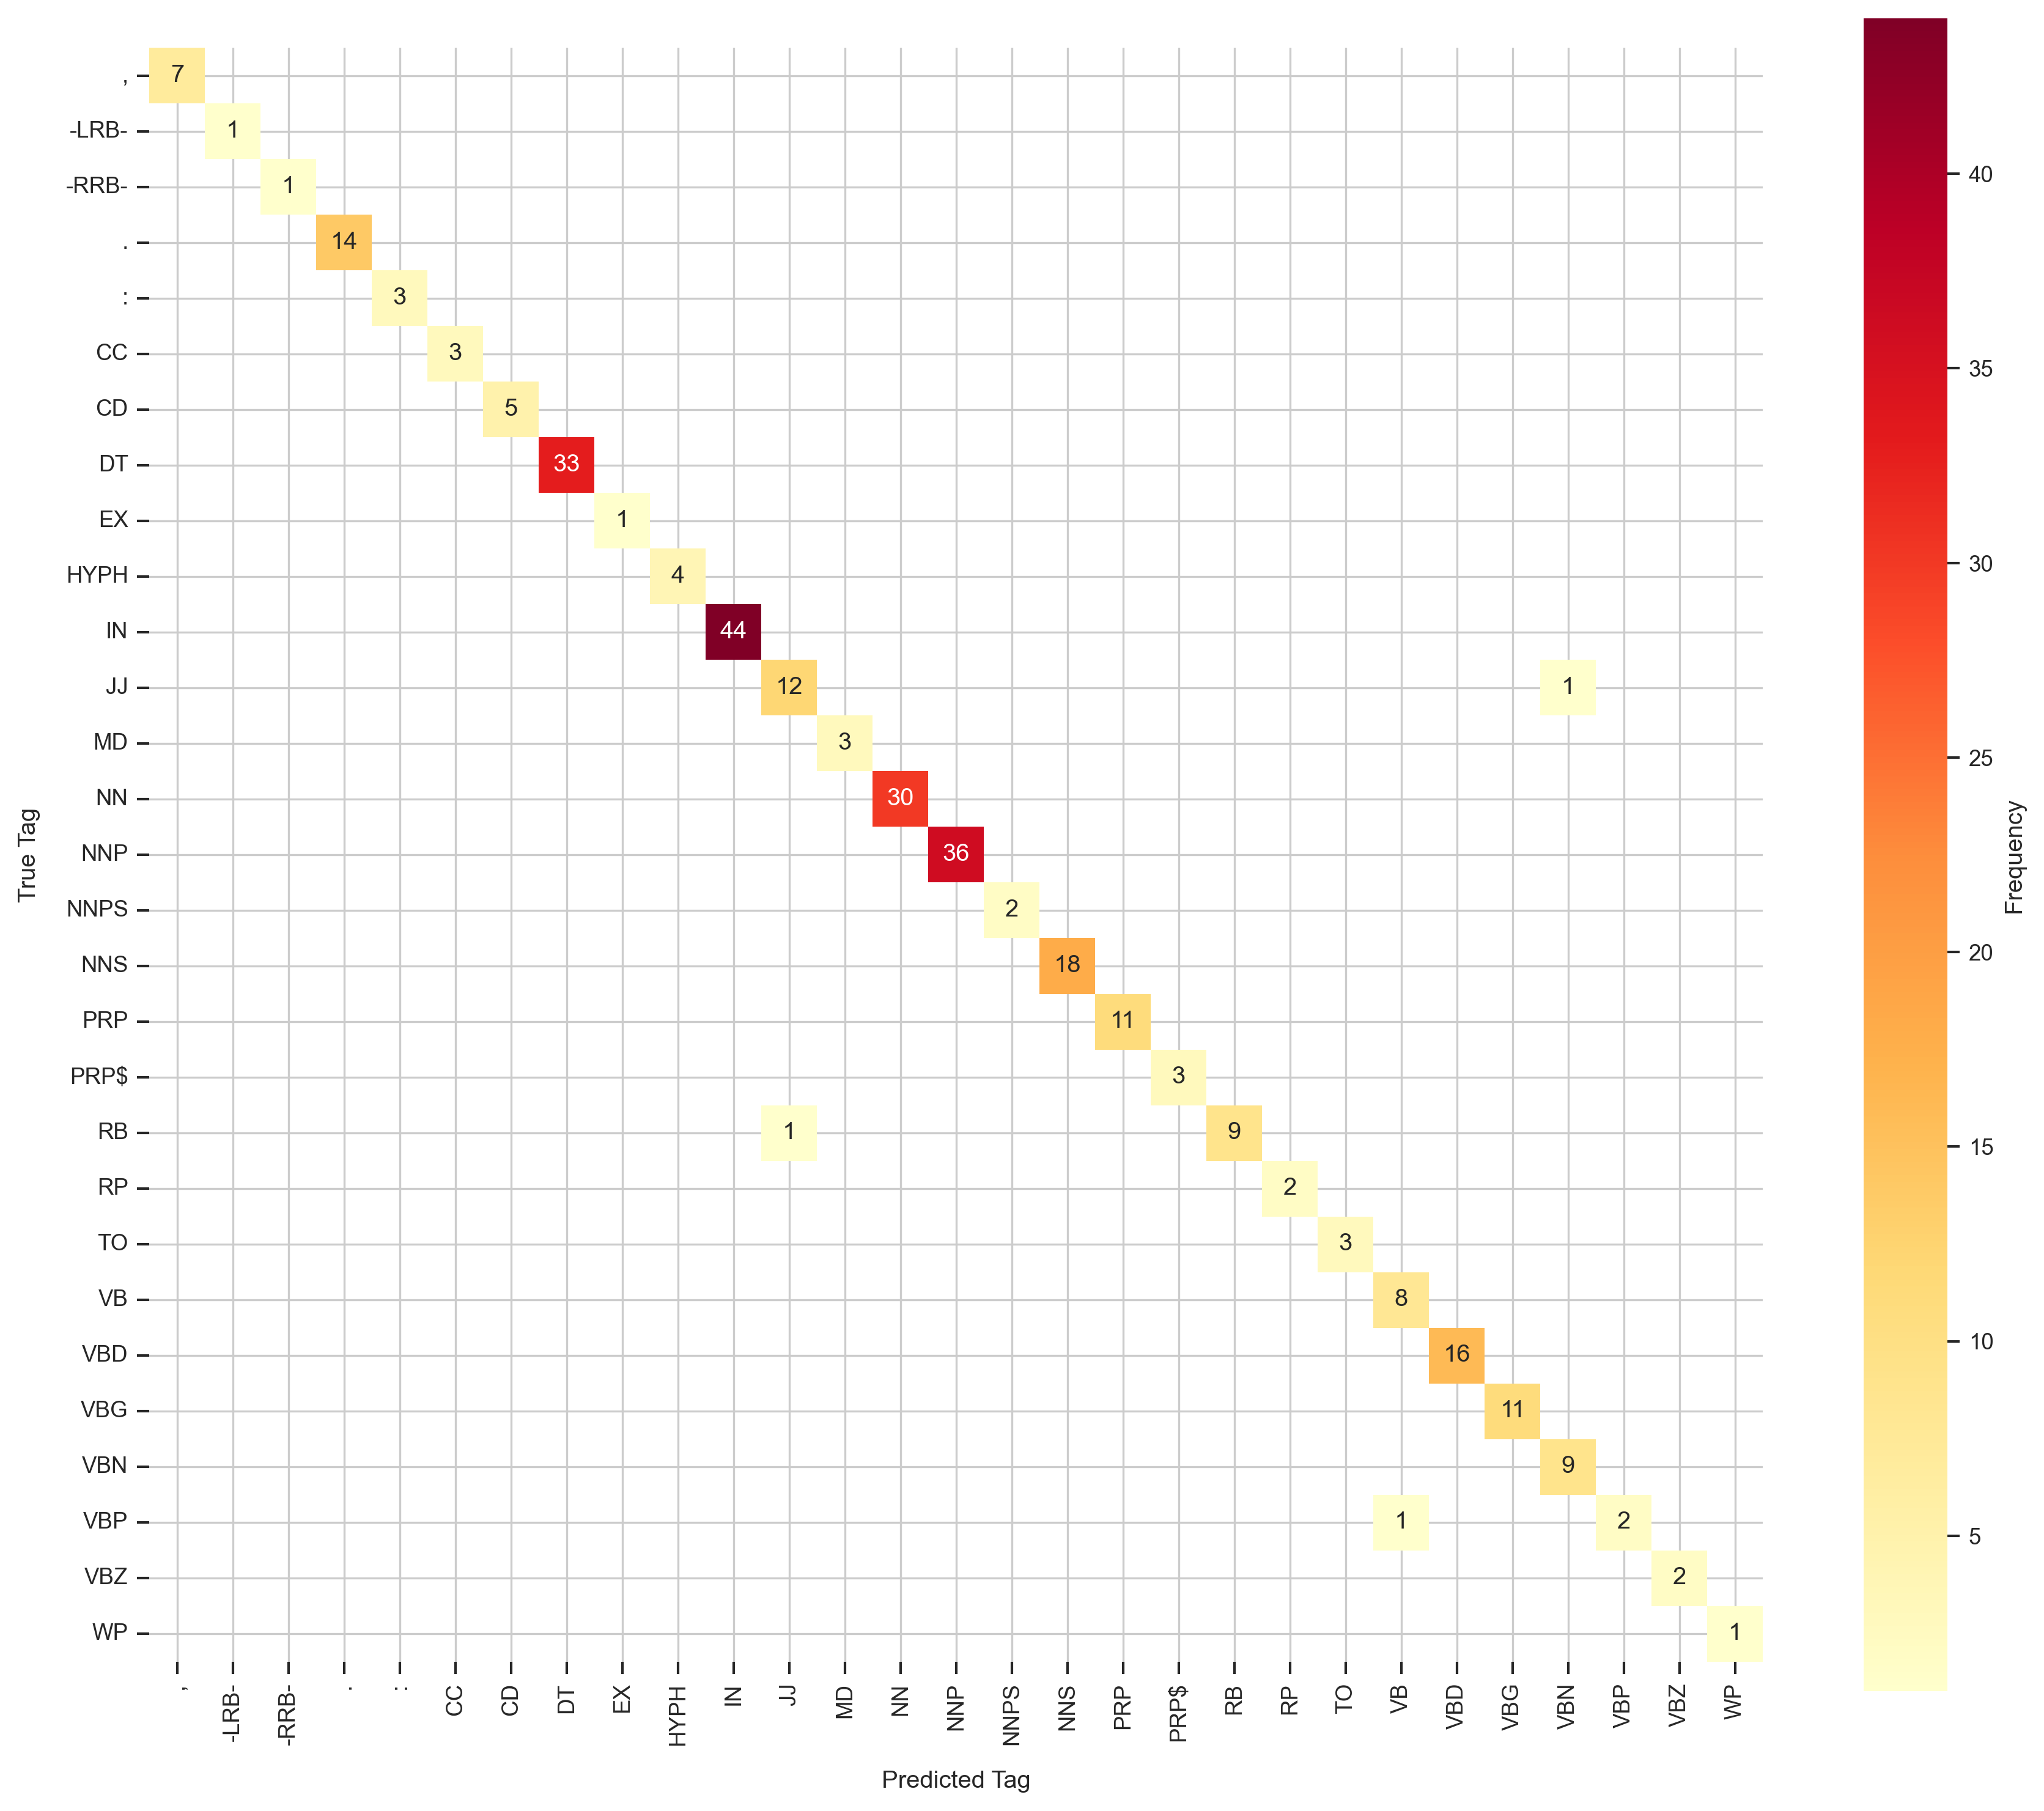 , 7
-LRB- 1
-RRB- 1
. 14
: 3
CC 3
CD 5
DT 33
EX 1
HYPH 4
IN 44
JJ 12 1
MD 3
NN 30
NNP 36
NNPS 2
NNS 18
PRP 11
PRP$ 3
RB 1 9
RP 2
TO 3
VB 8
VBD 16
VBG 11
VBN 9
VBP 1 2
VBZ 2
WP 1
True Tag
, -LRB- -RRB- . : CC CD DT EX HYPH IN JJ MD NN NNP NNPS NNS PRP PRP$ RB RP TO VB VBD VBG VBN VBP VBZ WP
Predicted Tag
40
35
30
25
20
15
10
5
Frequency